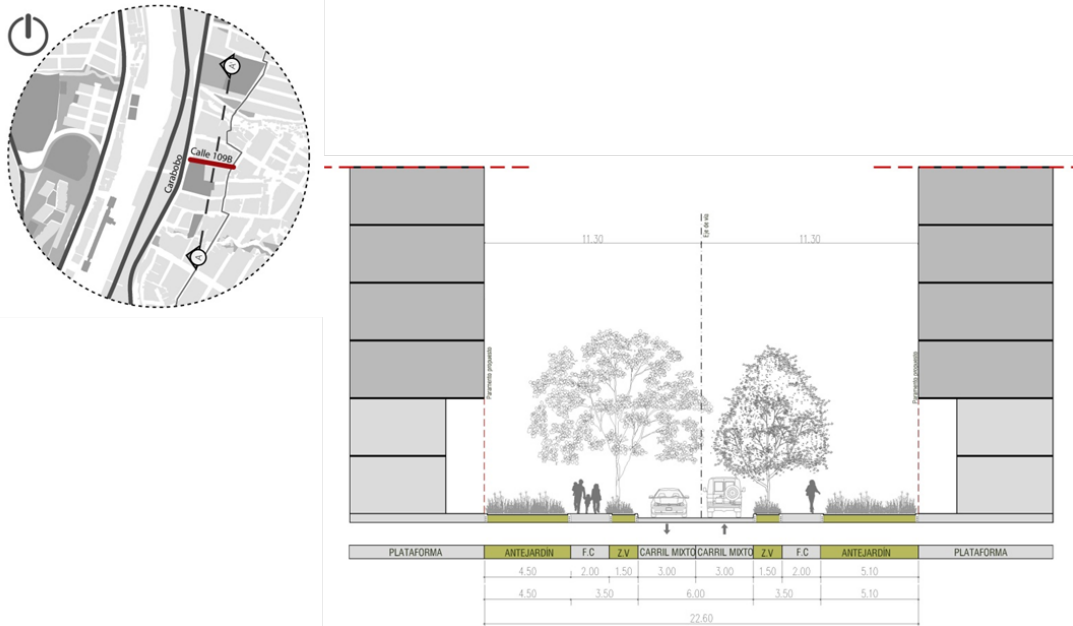 A'
Calle 109B
Carabobo
A
Eje de vía
11.30
11.30
Paramento propuesto
Paramento propuesto
PLATAFORMA
ANTEJARDÍN
F.C
Z.V
CARRIL MIXTO
CARRIL MIXTO
Z.V
F.C
ANTEJARDÍN
PLATAFORMA
4.50
2.00
1.50
3.00
3.00
1.50
2.00
5.10
4.50
3.50
6.00
3.50
5.10
22.60